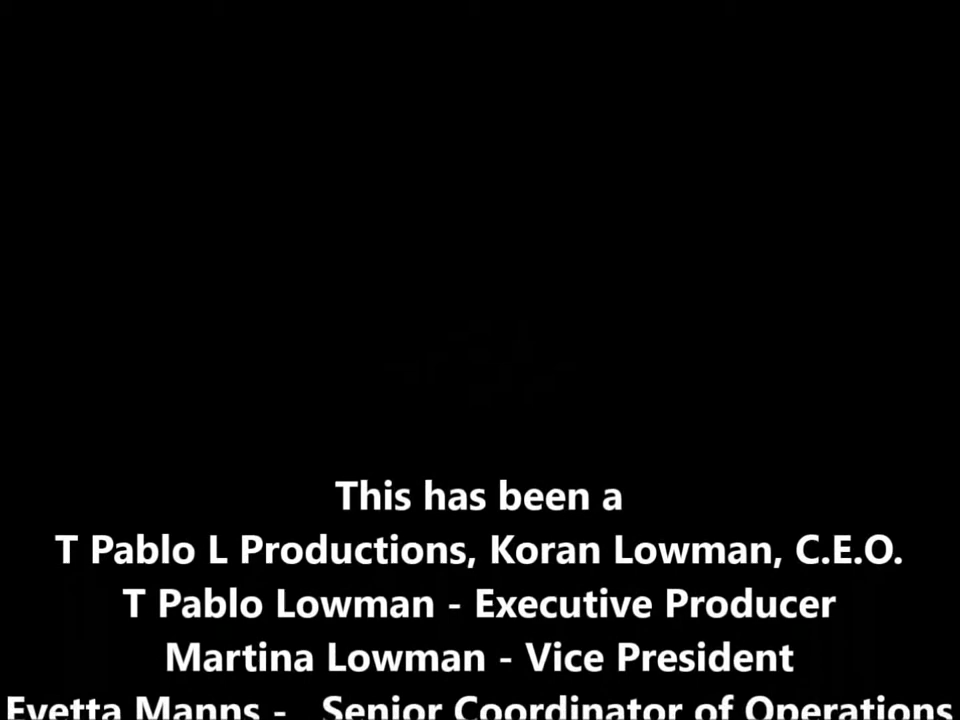 This has been a
T Pablo L Productions, Koran Lowman, C.E.O.
T Pablo Lowman - Executive Producer
Martina Lowman - Vice President
Evetta Manns - Senior Coordinator of Operations